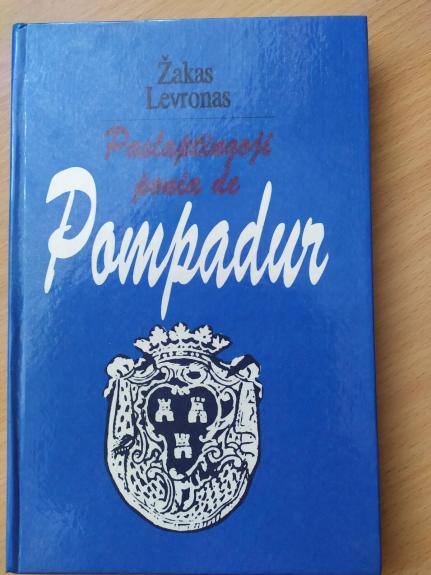 Žakas
Levronas
Paslaptingoji
ponia de
Pompadur